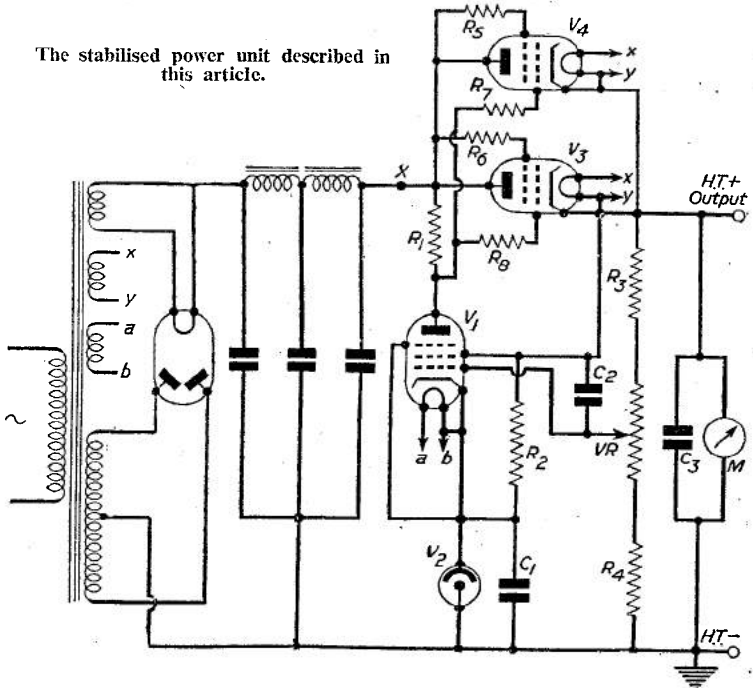 The stabilised power unit described in
this article.
R5
V4
x
y
R7
R6
V3
x
y
X
H.T.+
Output
R1
R8
R3
x
y
a
b
V1
C2
a
b
R2
VR
C3
M
V2
C1
R4
H.T.-